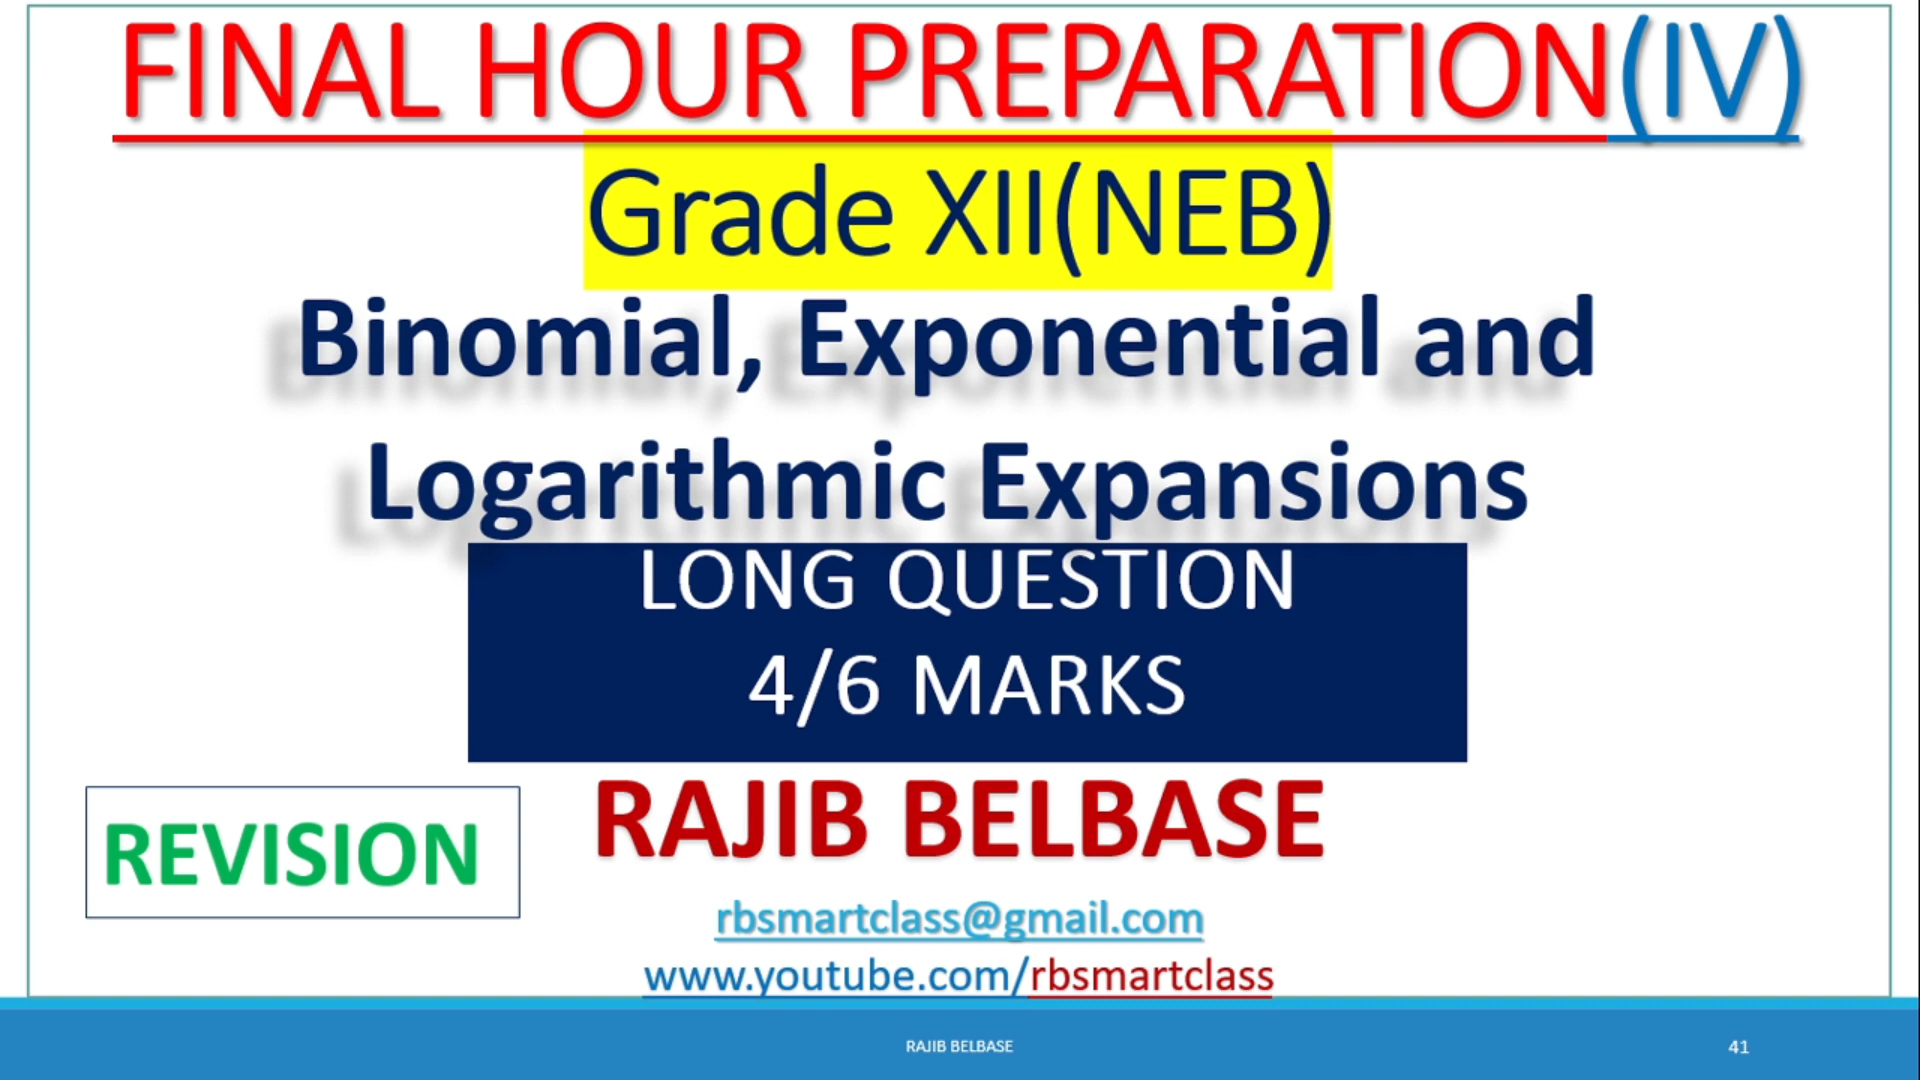 FINAL HOUR PREPARATION(IV)
Grade XII(NEB)
Binomial, Exponential and
Logarithmic Expansions
LONG QUESTION
4/6 MARKS
RAJIB BELBASE
REVISION
rbsmartclass@gmail.com
www.youtube.com/rbsmartclass
RAJIB BELBASE
41